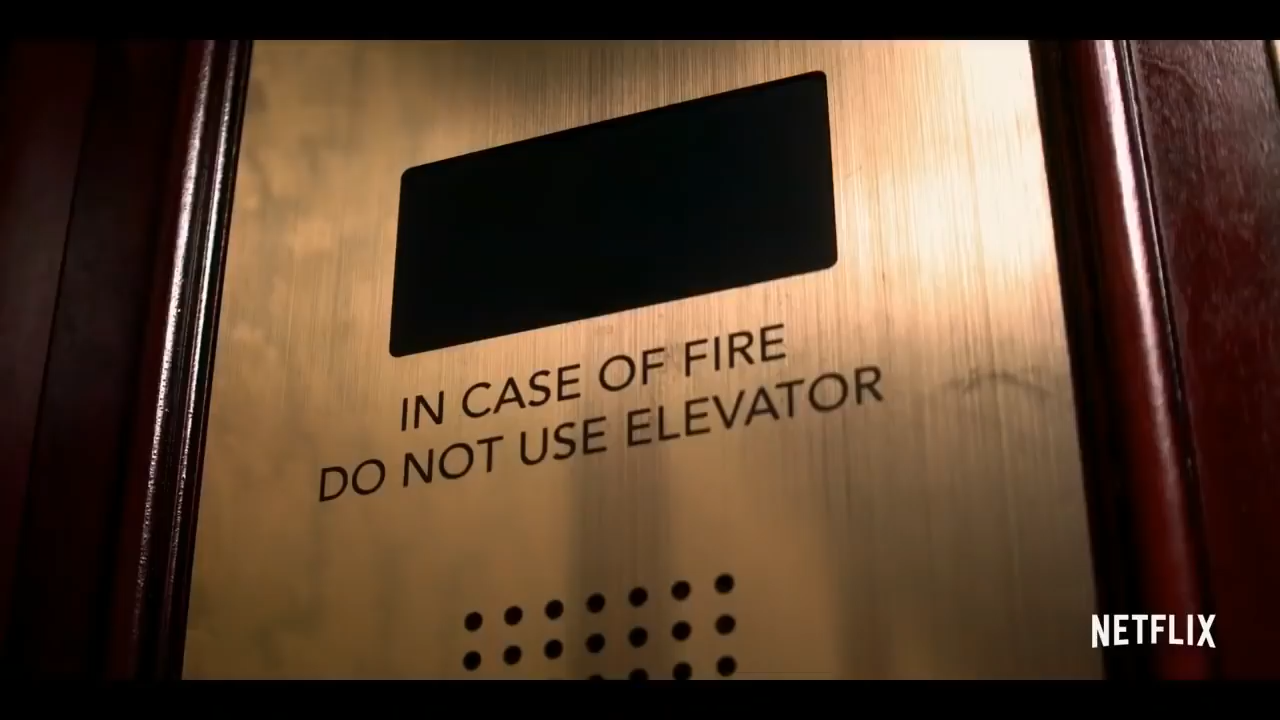 IN CASE OF FIRE
DO NOT USE ELEVATOR
NETFLIX